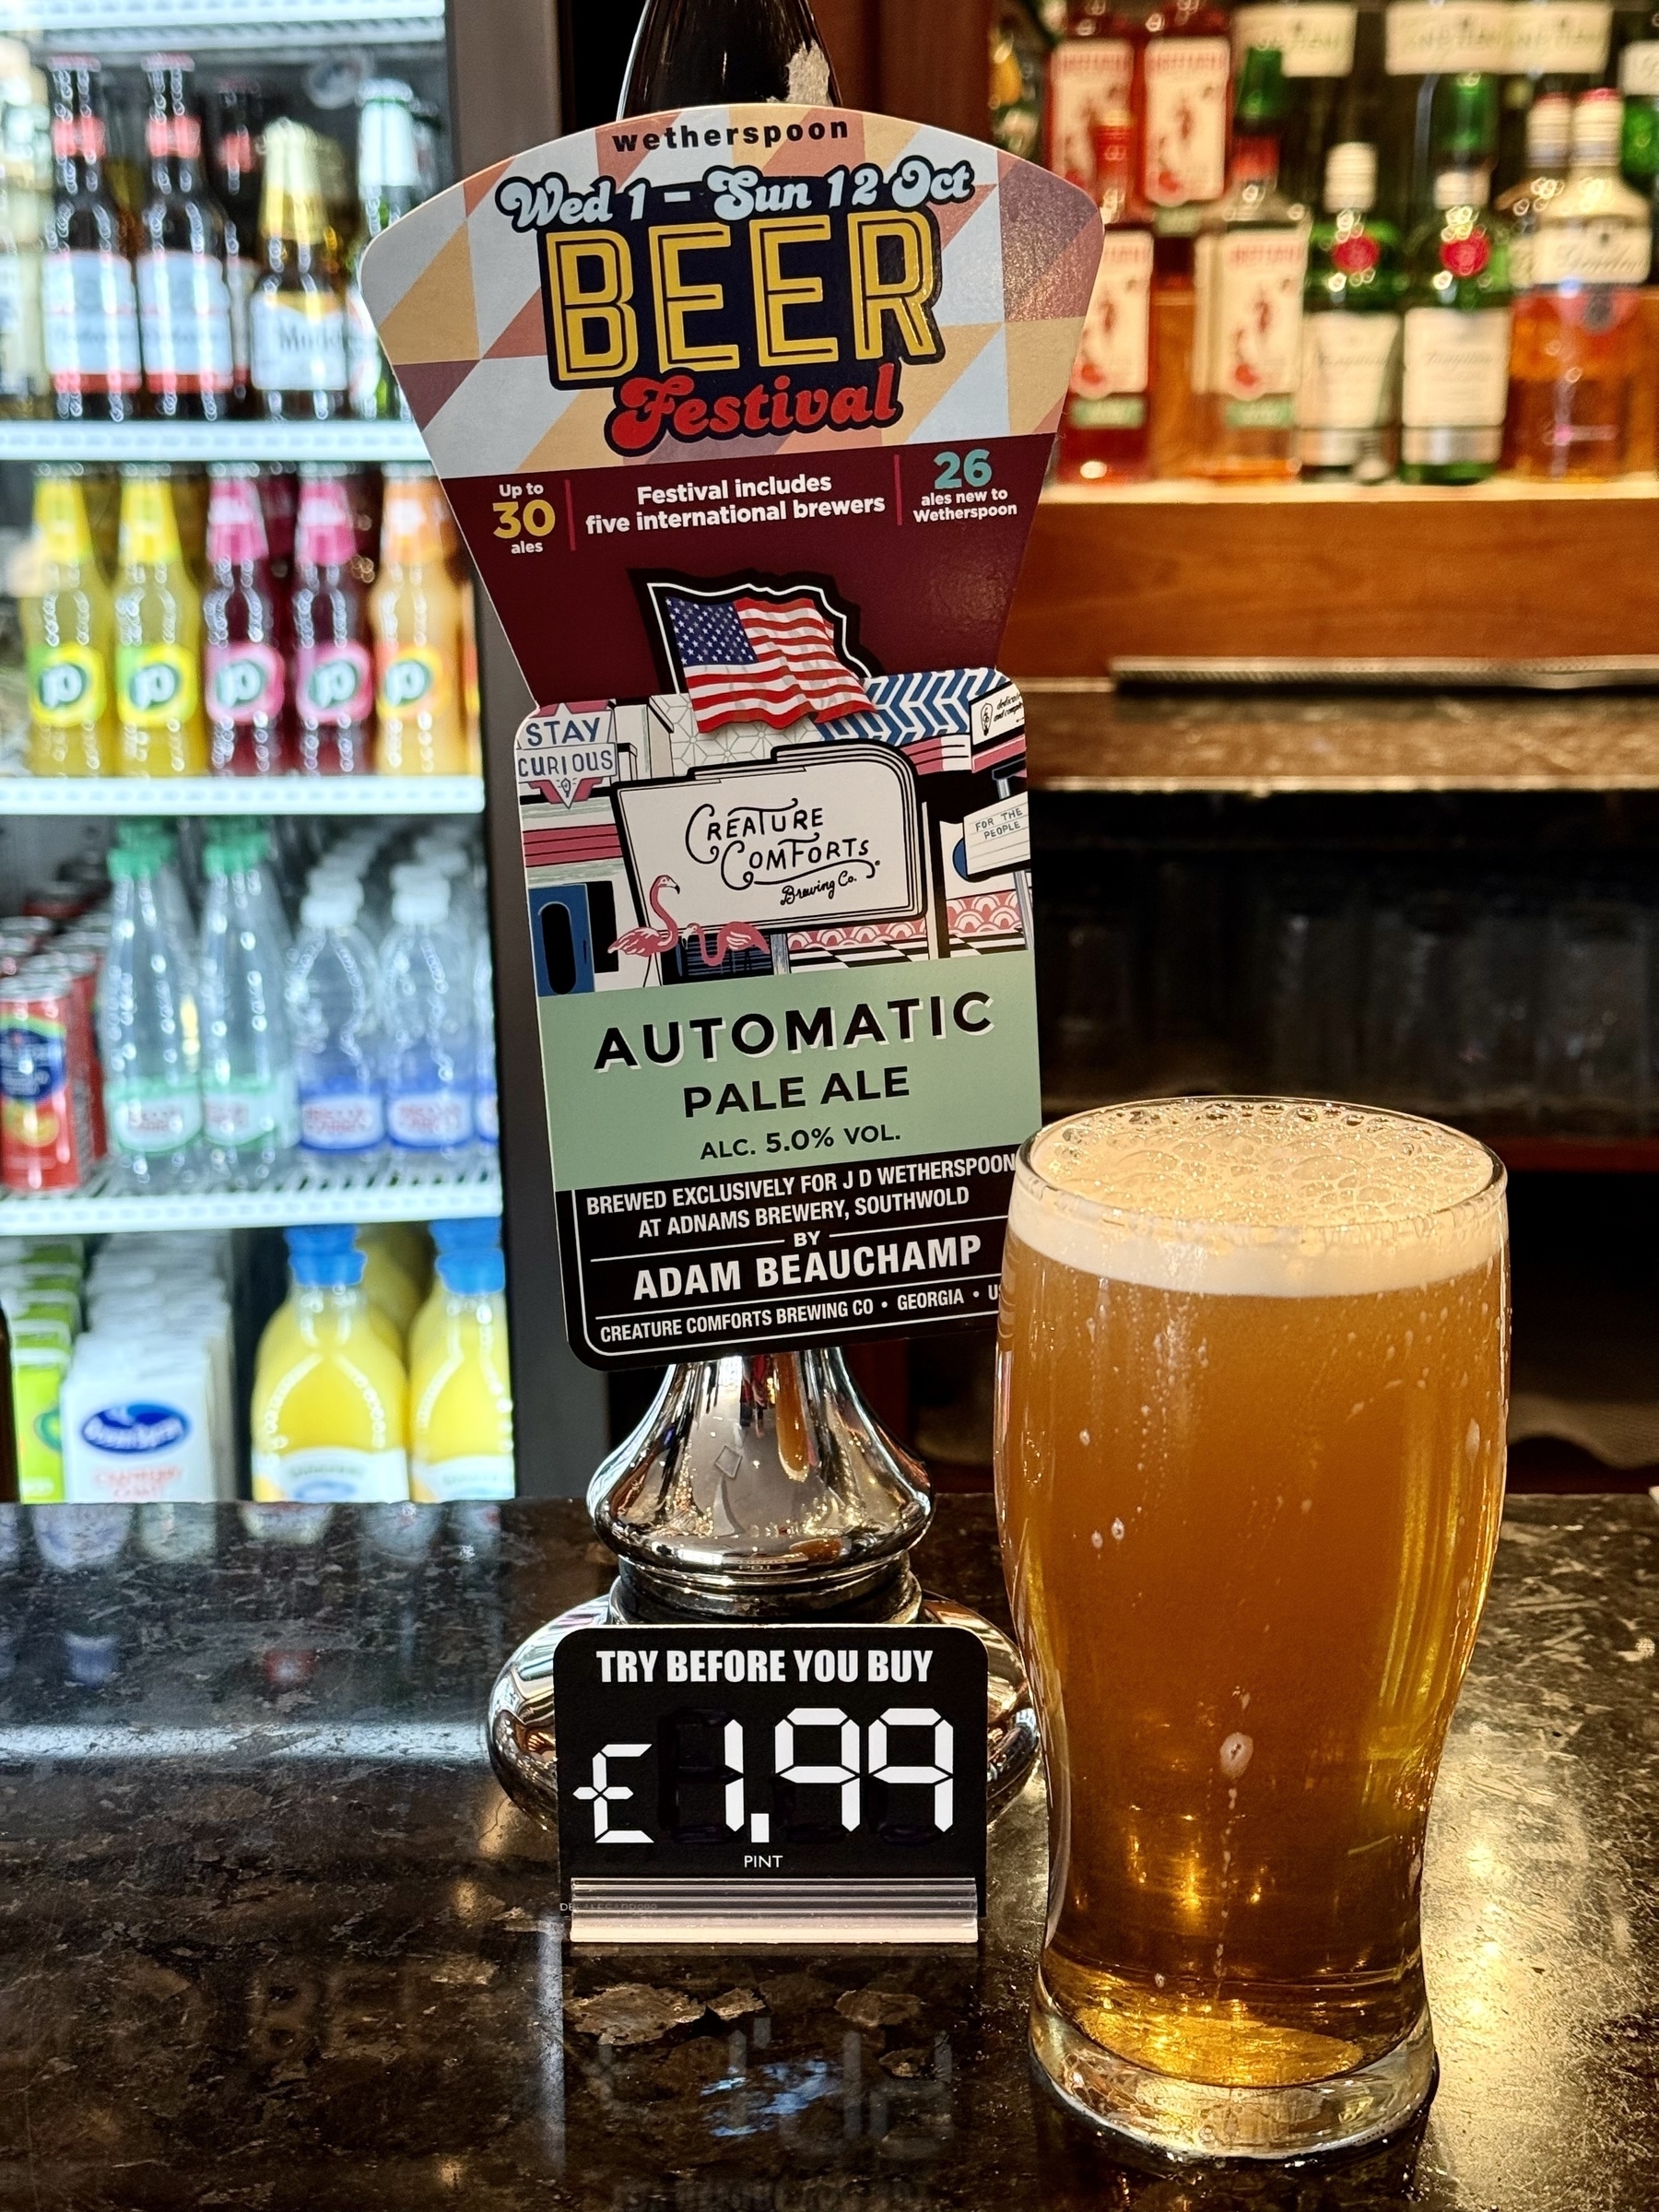 wetherspoon
Wed 1 – Sun 12 Oct
BEER
Festival
Up to
30
ales
Festival includes
five international brewers
26
ales new to
Wetherspoon
STAY
CURIOUS
CREATURE
COMFORTS
Brewing Co.
FOR THE
PEOPLE
AUTOMATIC
PALE ALE
ALC. 5.0% VOL.
BREWED EXCLUSIVELY FOR J D WETHERSPOON
AT ADNAMS BREWERY, SOUTHWOLD
BY
ADAM BEAUCHAMP
CREATURE COMFORTS BREWING CO • GEORGIA • US
TRY BEFORE YOU BUY
£1.99
PINT